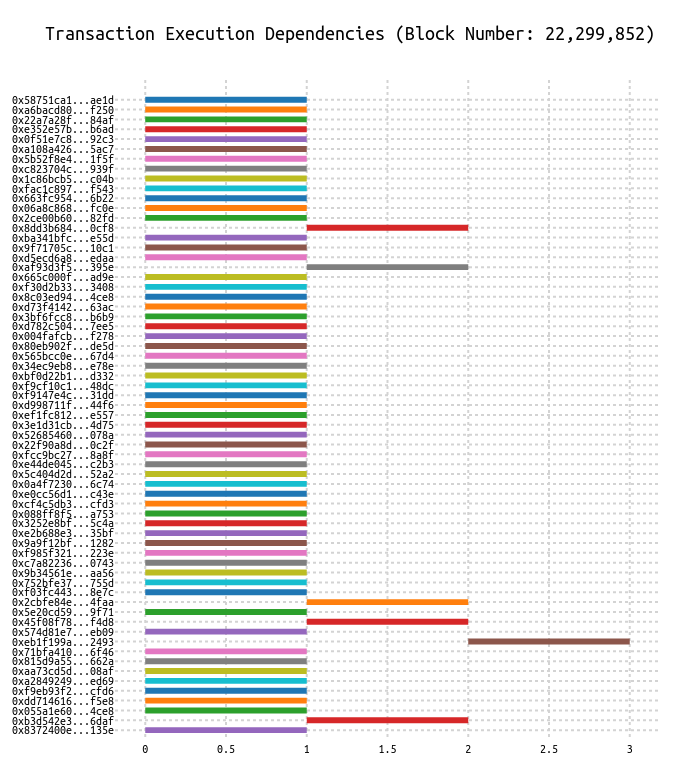 Transaction Execution Dependencies (Block Number: 22,299,852)
0x58751ca1...ae1d
0xa6bacd80...f250
0x22a7a28f...84af
0xe352e57b...b6ad
0x0f51e7c8...92c3
0xa108a426...5ac7
0x5b52f8e4...1f5f
0xc823704c...939f
0x1c86bcb5...c04b
0xfac1c897...f543
0x663fc954...6b22
0x06a8c868...fc0e
0x2ce00b60...82fd
0x8dd3b684...0cf8
0xba341bfc...e55d
0x9f71705c...10c1
0xd5ecd6a8...edaa
0xaf93d3f5...395e
0x665c000f...ad9e
0xf30d2b33...3408
0x8c03ed94...4ce8
0xd73f4142...63ac
0x3bf6fcc8...b6b9
0xd782c504...7ee5
0x004fafcb...f278
0x80eb902f...de5d
0x565bcc0e...67d4
0x34ec9eb8...e78e
0xbf0d22b1...d332
0xf9cf10c1...48dc
0xf9147e4c...31dd
0xd998711f...44f6
0xef1fc812...e557
0x3e1d31cb...4d75
0x52685460...078a
0x22f90a8d...0c2f
0xfcc9bc27...8a8f
0xe44de045...c2b3
0x5c404d2d...52a2
0x0a4f7230...6c74
0xe0cc56d1...c43e
0xcf4c5db3...cfd3
0x088ff8f5...a753
0x3252e8bf...5c4a
0xe2b688e3...35bf
0x9a9f12bf...1282
0xf985f321...223e
0xc7a82236...0743
0x9b34561e...aa56
0x752bfe37...755d
0xf03fc443...8e7c
0x2cbfe84e...4faa
0x5e20cd59...9f71
0x45f08f78...f4d8
0x574d81e7...eb09
0xeb1f199a...2493
0x71bfa410...6f46
0x815d9a55...662a
0xaa73cd5d...08af
0xa2849249...ed69
0xf9eb93f2...cfd6
0xdd714616...f5e8
0x055a1e60...4ce8
0xb3d542e3...6daf
0x8372400e...135e
0 0.5 1 1.5 2 2.5 3